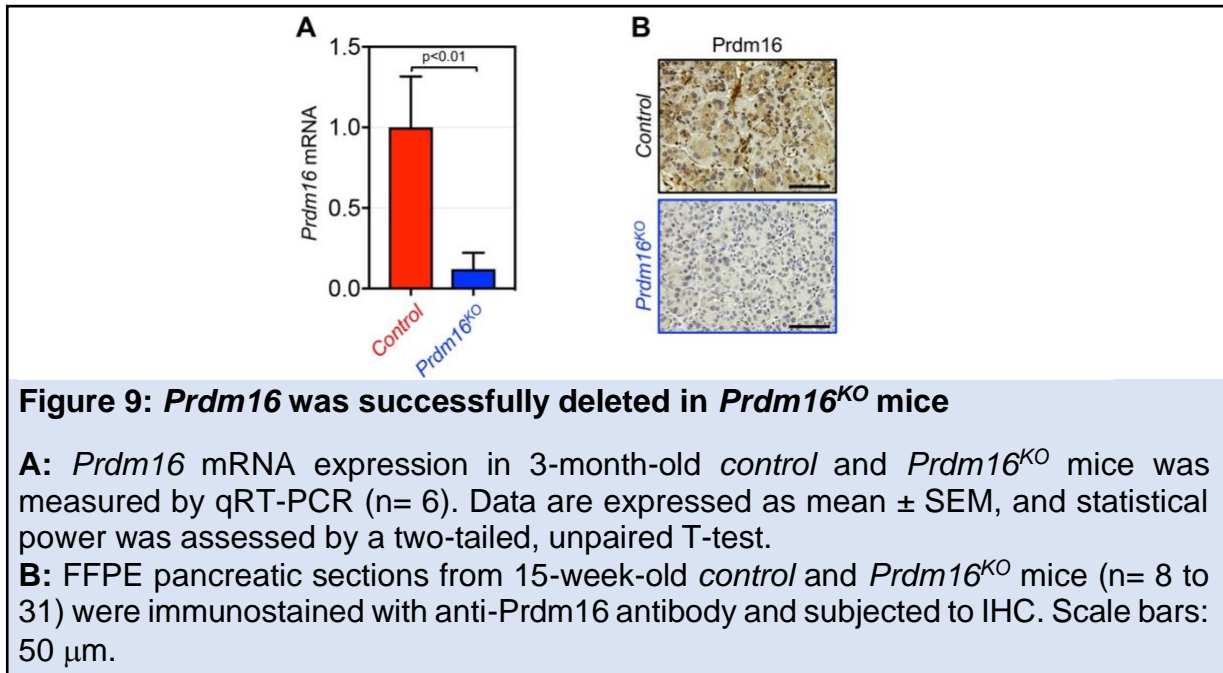 A
B
Prdm16
1.5
p<0.01
1.0
0.5
0.0
Prdm16 mRNA
Control
Prdm16KO
Control
Prdm16KO
Figure 9: Prdm16 was successfully deleted in Prdm16KO mice
A: Prdm16 mRNA expression in 3-month-old control and Prdm16KO mice was
measured by qRT-PCR (n= 6). Data are expressed as mean ± SEM, and statistical
power was assessed by a two-tailed, unpaired T-test.
B: FFPE pancreatic sections from 15-week-old control and Prdm16KO mice (n= 8 to
31) were immunostained with anti-Prdm16 antibody and subjected to IHC. Scale bars:
50 μm.